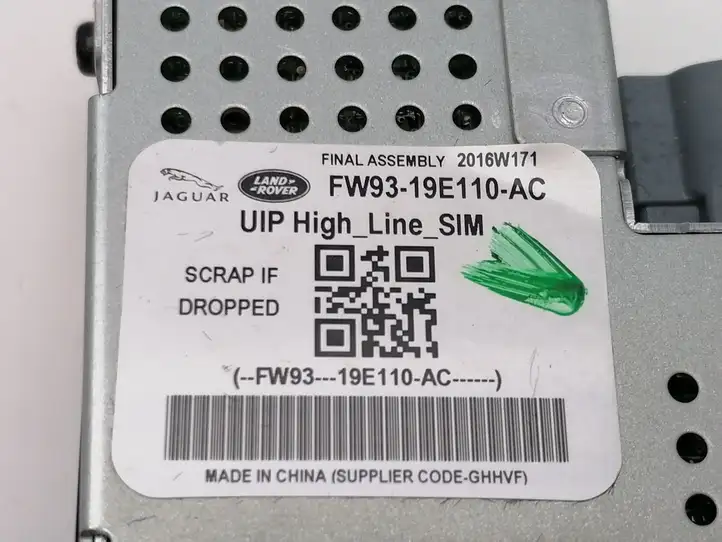 FINAL ASSEMBLY 2016W171
JAGUAR
LAND-
-ROVER
FW93-19E110-AC
UIP High_Line_SIM
SCRAP IF
DROPPED
(--FW93---19E110-AC------)
MADE IN CHINA (SUPPLIER CODE-GHHVF)